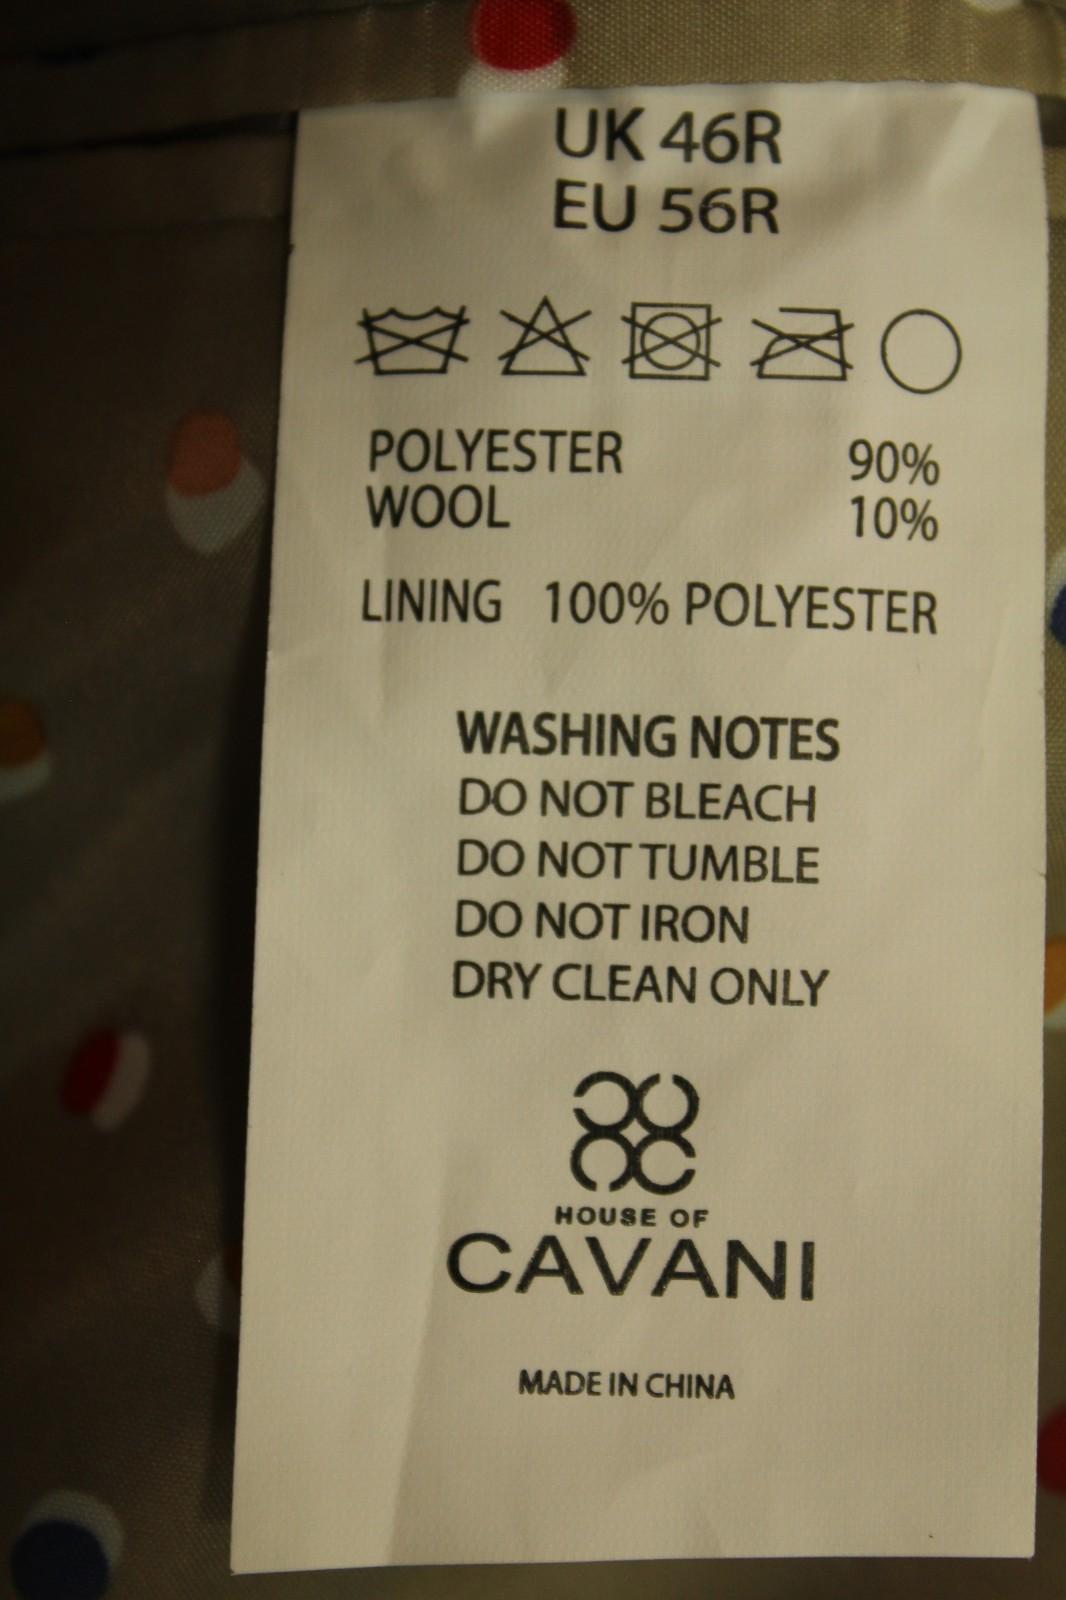 UK 46R
EU 56R
POLYESTER 90%
WOOL 10%
LINING 100% POLYESTER
WASHING NOTES
DO NOT BLEACH
DO NOT TUMBLE
DO NOT IRON
DRY CLEAN ONLY
HOUSE OF
CAVANI
MADE IN CHINA